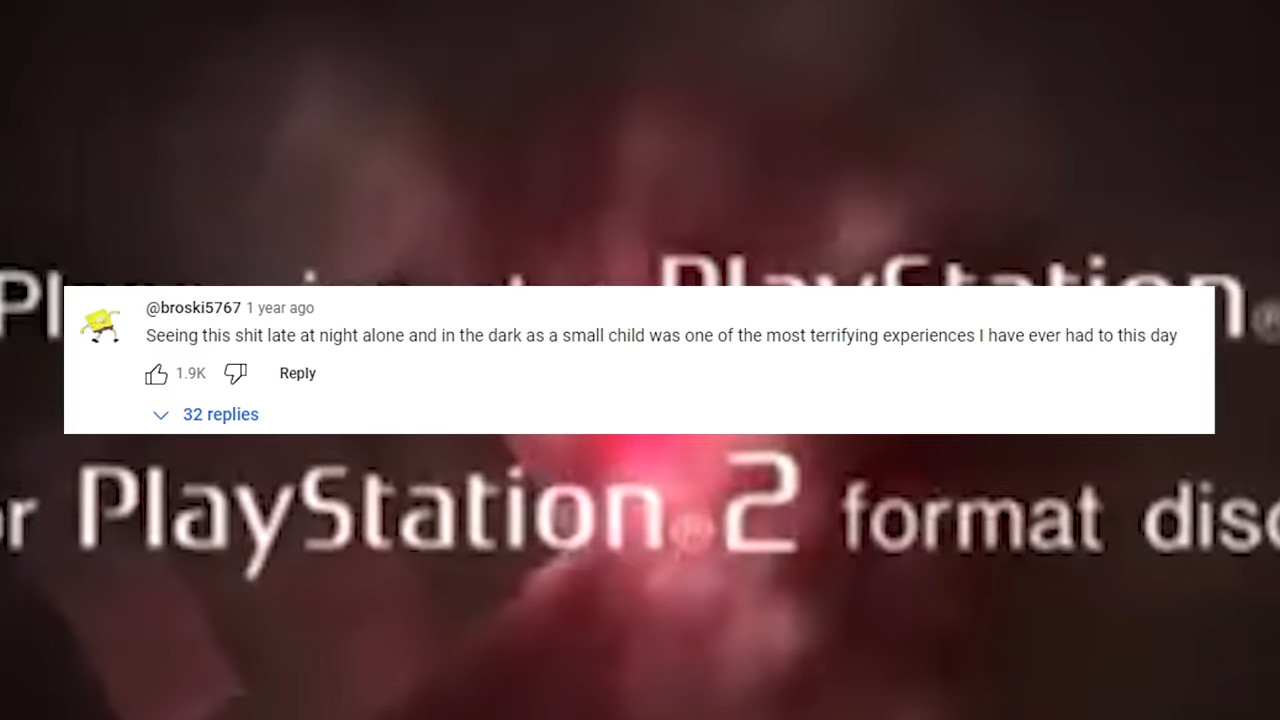 PlayStation®
@broski5767 1 year ago
Seeing this shit late at night alone and in the dark as a small child was one of the most terrifying experiences I have ever had to this day
1.9K Reply
32 replies
PlayStation®2 format disc